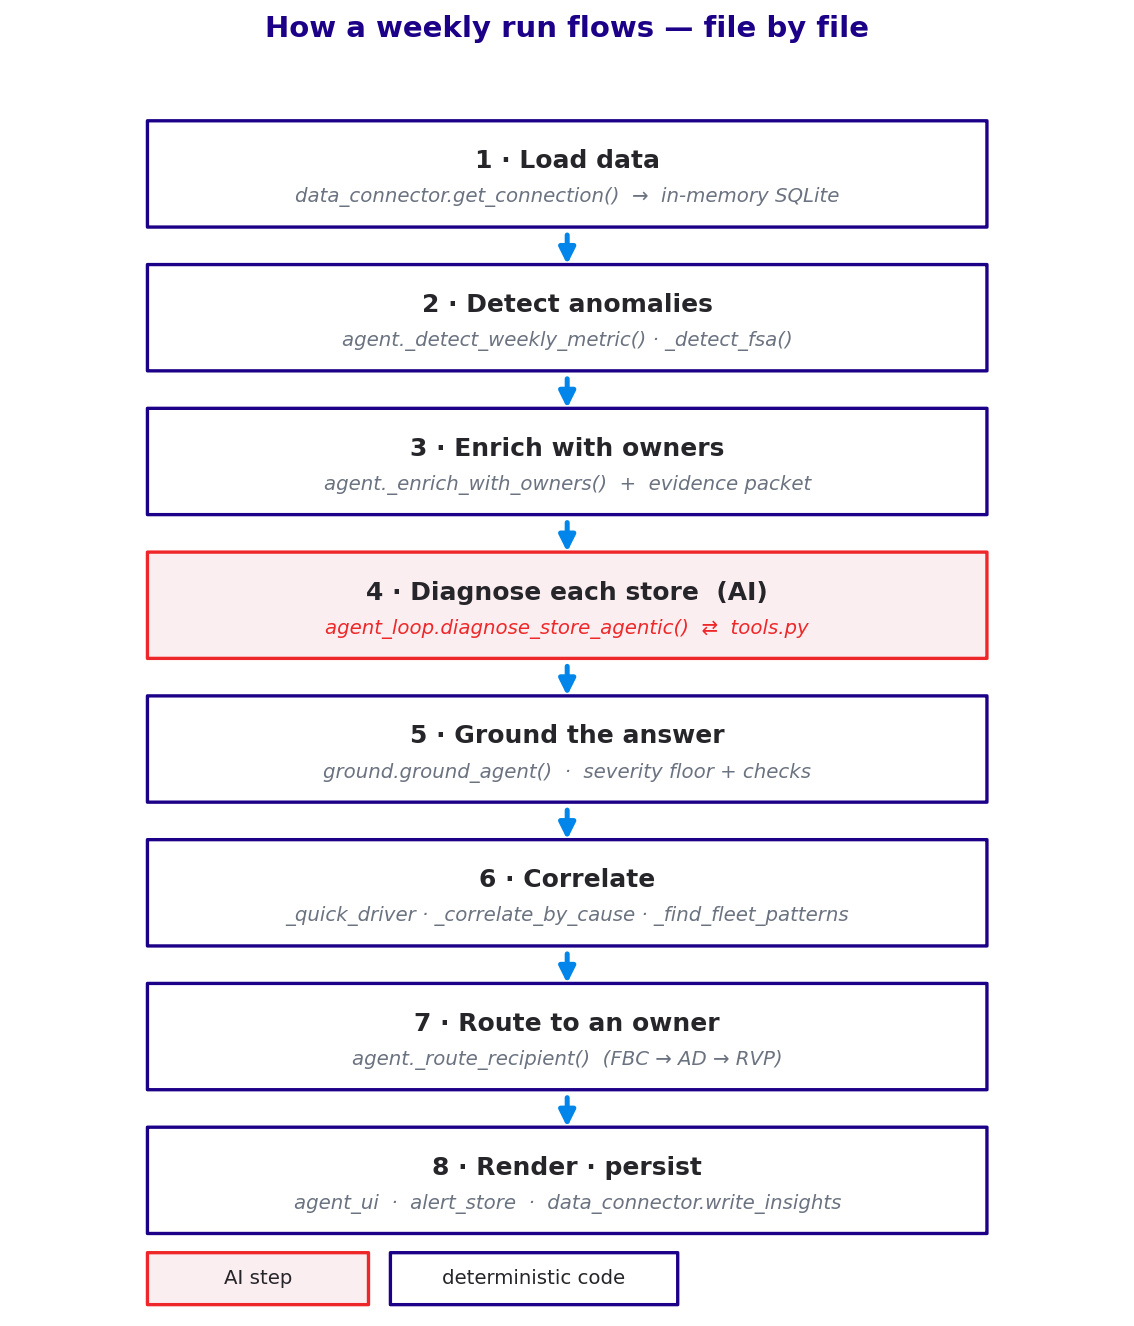 How a weekly run flows — file by file
1 · Load data
data_connector.get_connection() → in-memory SQLite
2 · Detect anomalies
agent._detect_weekly_metric() · _detect_fsa()
3 · Enrich with owners
agent._enrich_with_owners() + evidence packet
4 · Diagnose each store (AI)
agent_loop.diagnose_store_agentic() ⇄ tools.py
5 · Ground the answer
ground.ground_agent() · severity floor + checks
6 · Correlate
_quick_driver · _correlate_by_cause · _find_fleet_patterns
7 · Route to an owner
agent._route_recipient() (FBC → AD → RVP)
8 · Render · persist
agent_ui · alert_store · data_connector.write_insights
AI step
deterministic code